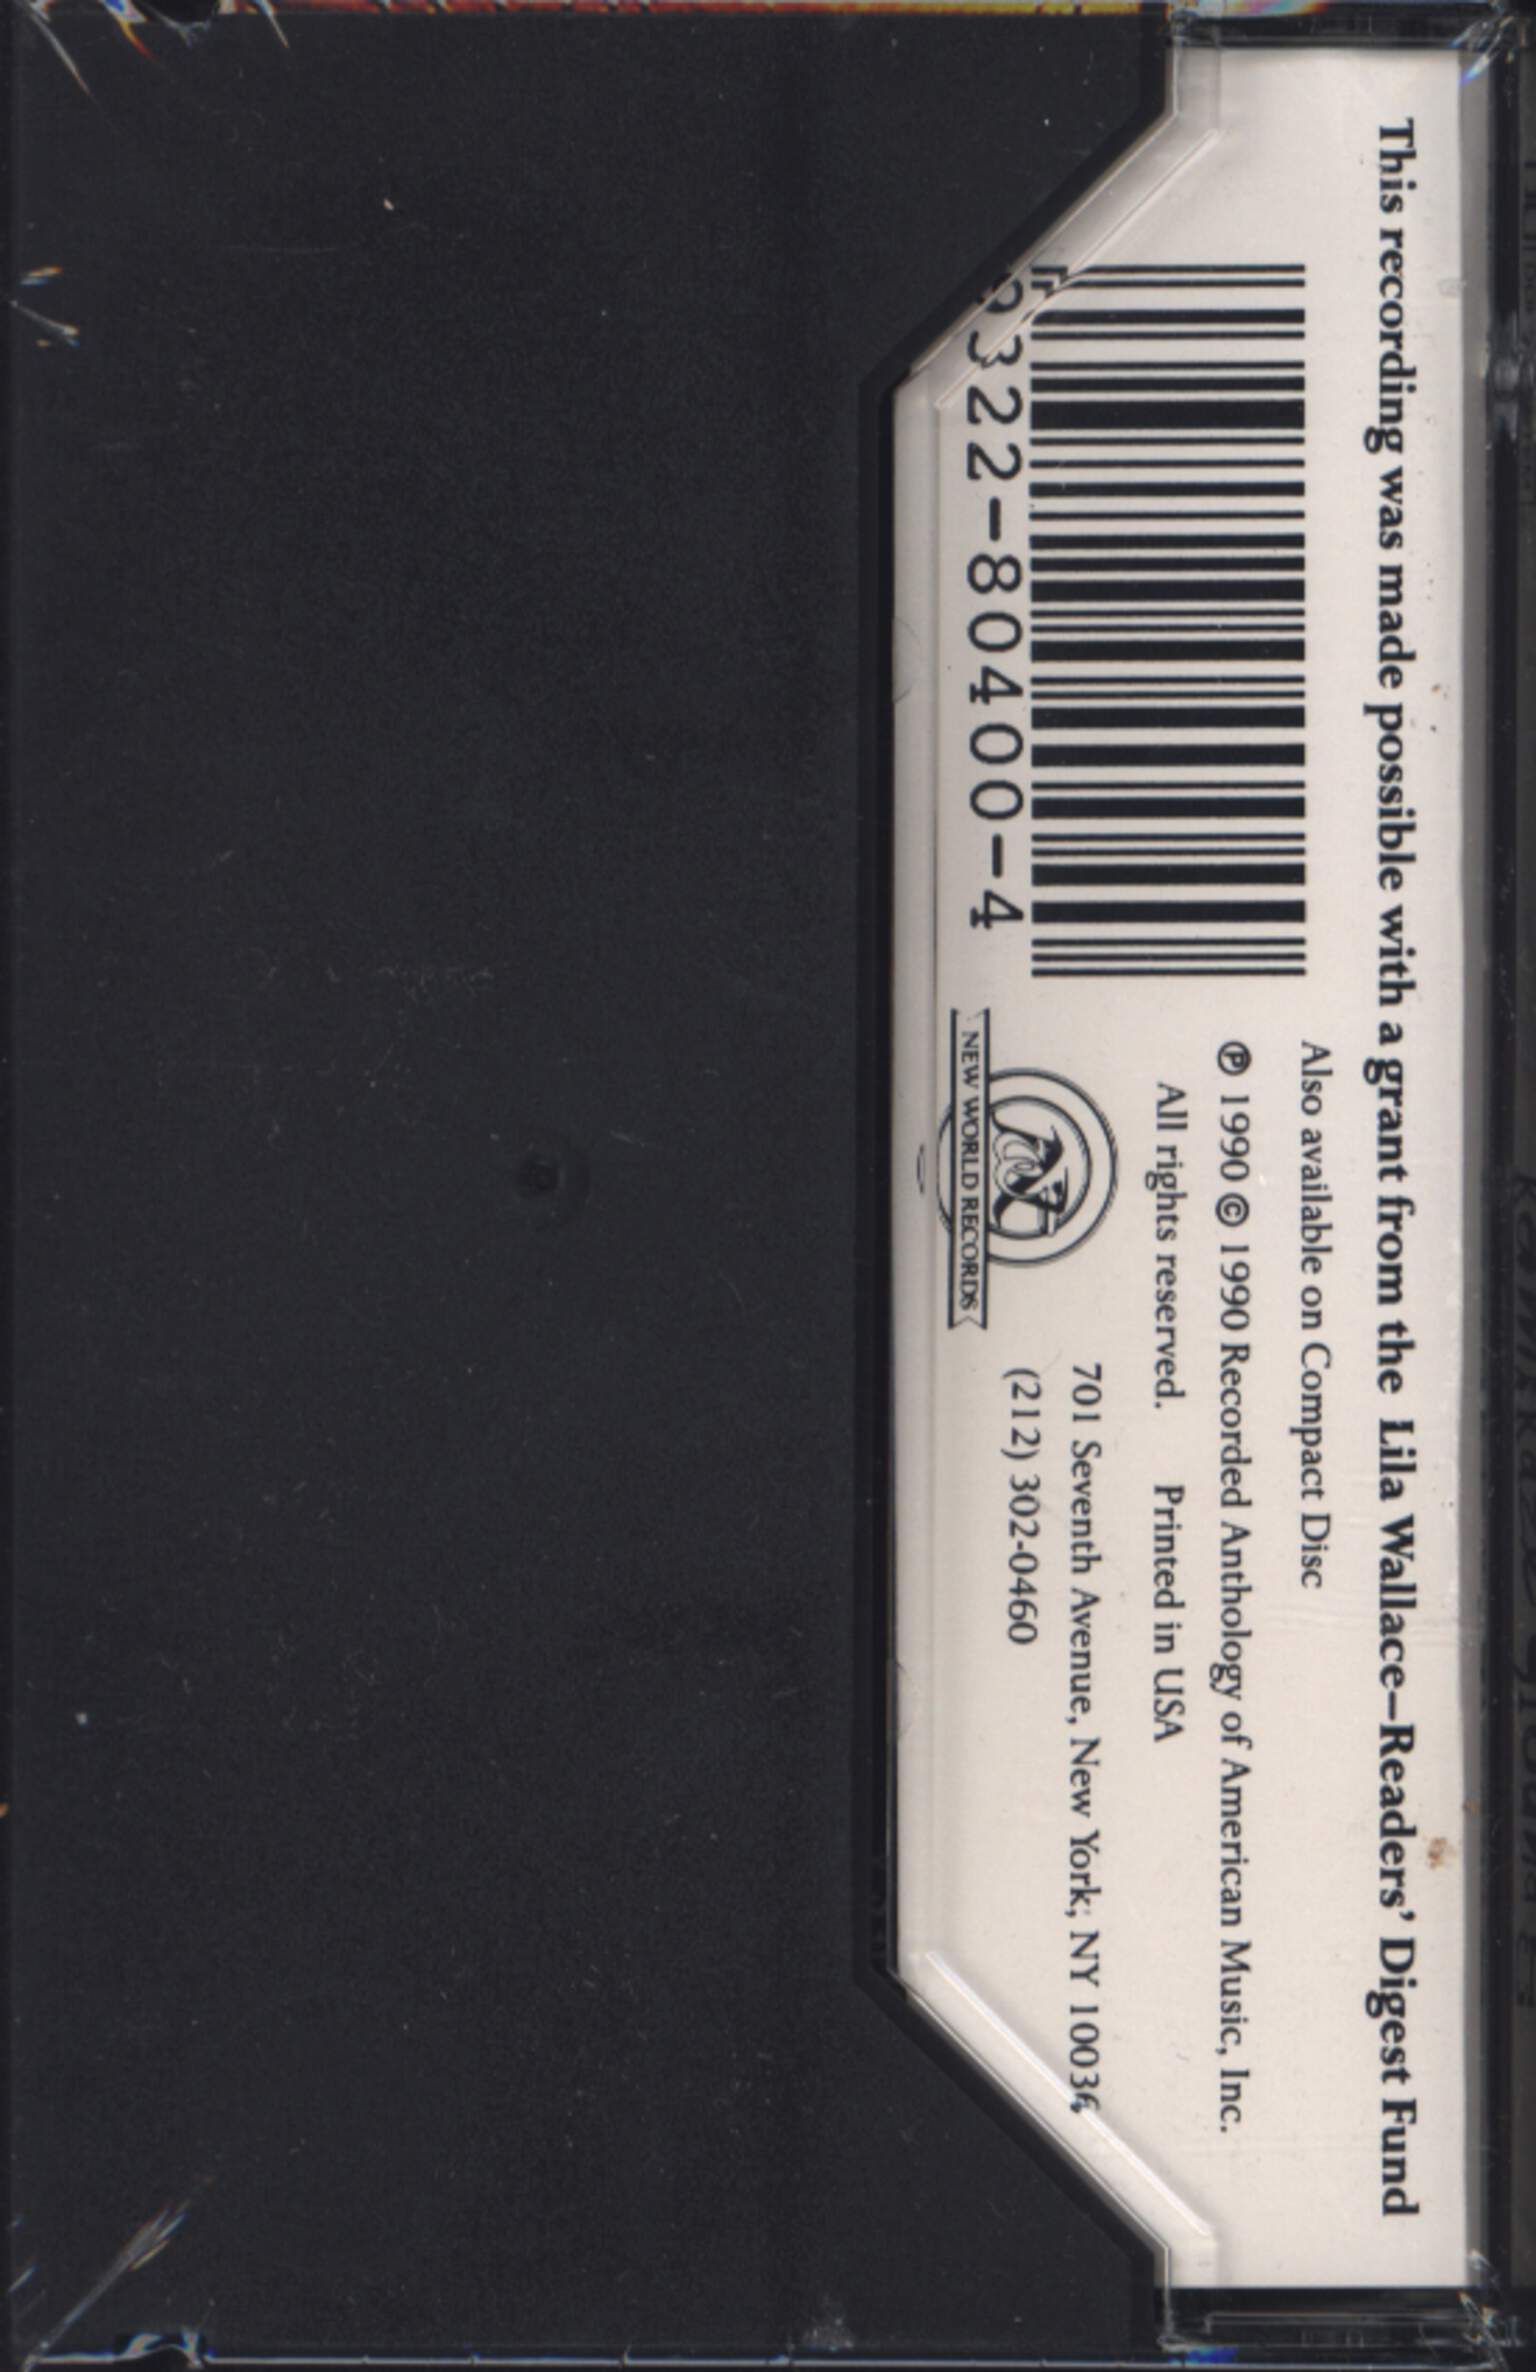 This recording was made possible with a grant from the Lila Wallace–Readers' Digest Fund
Also available on Compact Disc
℗ 1990 © 1990 Recorded Anthology of American Music, Inc.
All rights reserved. Printed in USA
701 Seventh Avenue, New York, NY 10036
(212) 302-0460
NEW WORLD RECORDS
9322-80400-4